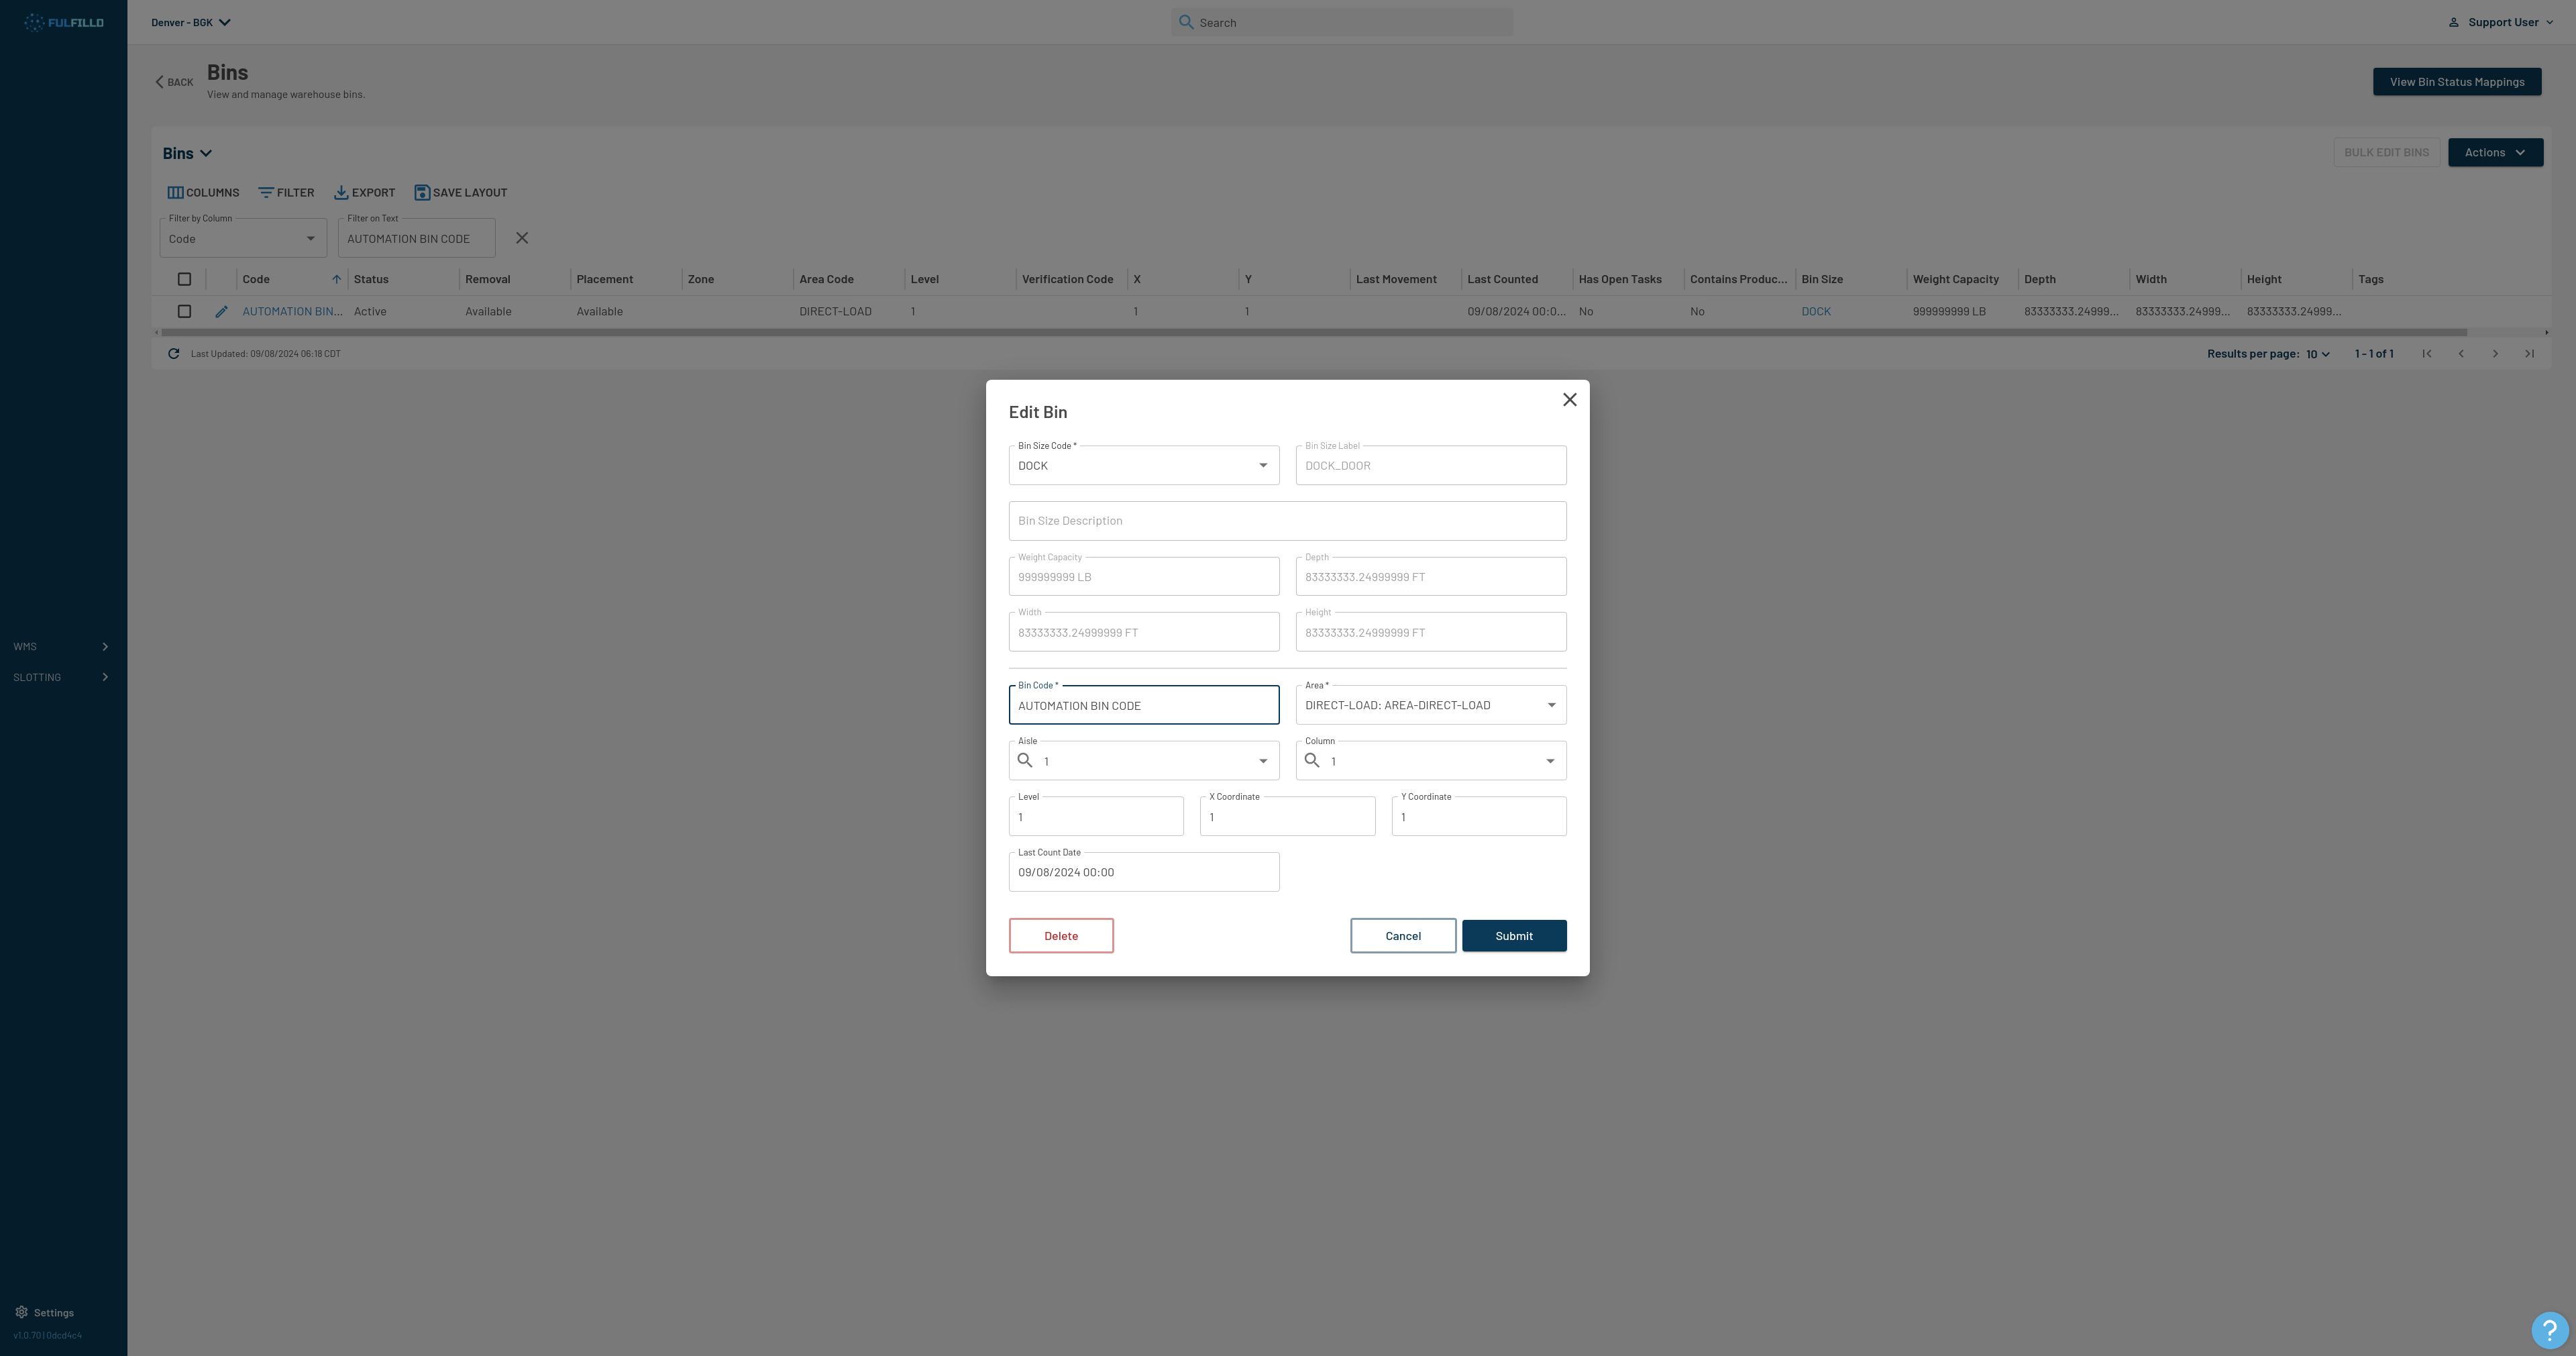 FULFILLD
Denver - BGK
Search
Support User
BACK
Bins
View and manage warehouse bins.
View Bin Status Mappings
Bins
BULK EDIT BINS
Actions
COLUMNS FILTER EXPORT SAVE LAYOUT
Filter by Column
Code
Filter on Text
AUTOMATION BIN CODE
Code Status Removal Placement Zone Area Code Level Verification Code X Y Last Movement Last Counted Has Open Tasks Contains Produc... Bin Size Weight Capacity Depth Width Height Tags
AUTOMATION BIN... Active Available Available DIRECT-LOAD 1 1 1 09/08/2024 00:0... No No DOCK 999999999 LB 83333333.24999... 83333333.24999... 83333333.24999...
Last Updated: 09/08/2024 06:18 CDT
Results per page: 10 1 - 1 of 1
Edit Bin
Bin Size Code *
DOCK
Bin Size Label
DOCK_DOOR
Bin Size Description
Weight Capacity
999999999 LB
Depth
83333333.24999999 FT
Width
83333333.24999999 FT
Height
83333333.24999999 FT
Bin Code *
AUTOMATION BIN CODE
Area *
DIRECT-LOAD: AREA-DIRECT-LOAD
Aisle
1
Column
1
Level
1
X Coordinate
1
Y Coordinate
1
Last Count Date
09/08/2024 00:00
Delete
Cancel
Submit
WMS
SLOTTING
Settings
v1.0.70 | 0dcd4c4
?